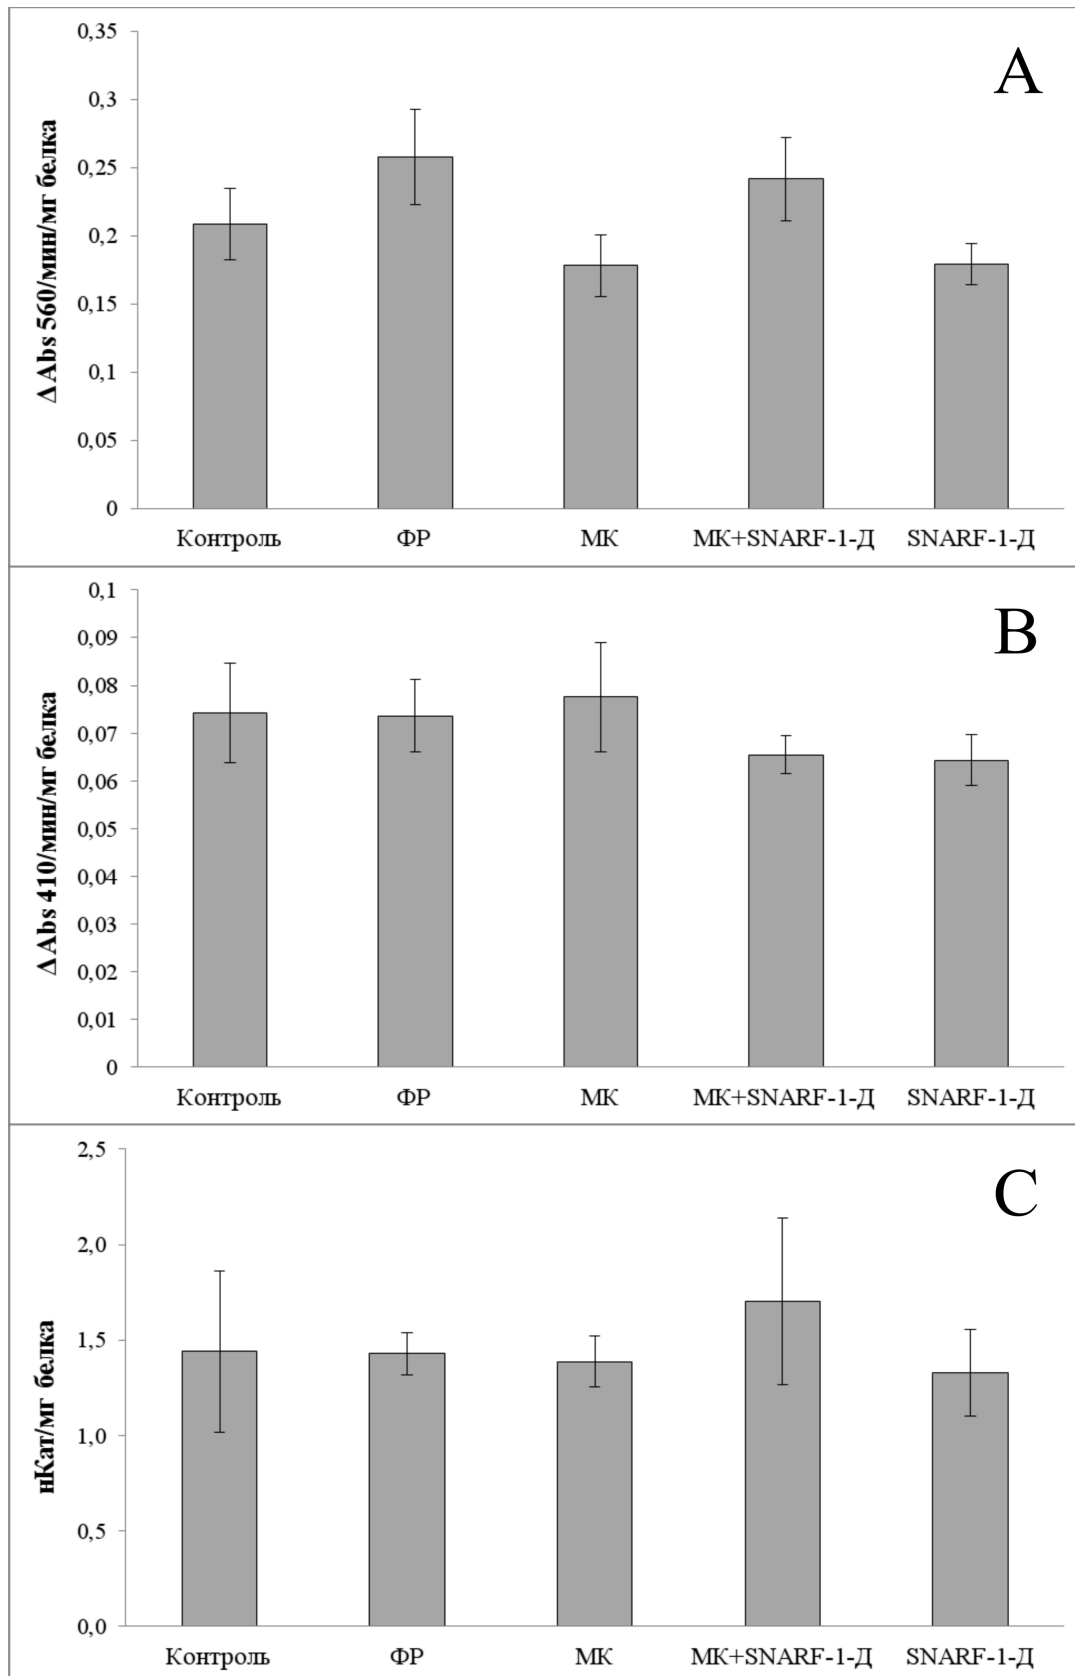 A
ΔAbs 560/мин/мг белка
0,35
0,3
0,25
0,2
0,15
0,1
0,05
0
Контроль ФР МК МК+SNARF-1-Д SNARF-1-Д
B
ΔAbs 410/мин/мг белка
0,1
0,09
0,08
0,07
0,06
0,05
0,04
0,03
0,02
0,01
0
Контроль ФР МК МК+SNARF-1-Д SNARF-1-Д
C
нКат/мг белка
2,5
2,0
1,5
1,0
0,5
0,0
Контроль ФР МК МК+SNARF-1-Д SNARF-1-Д